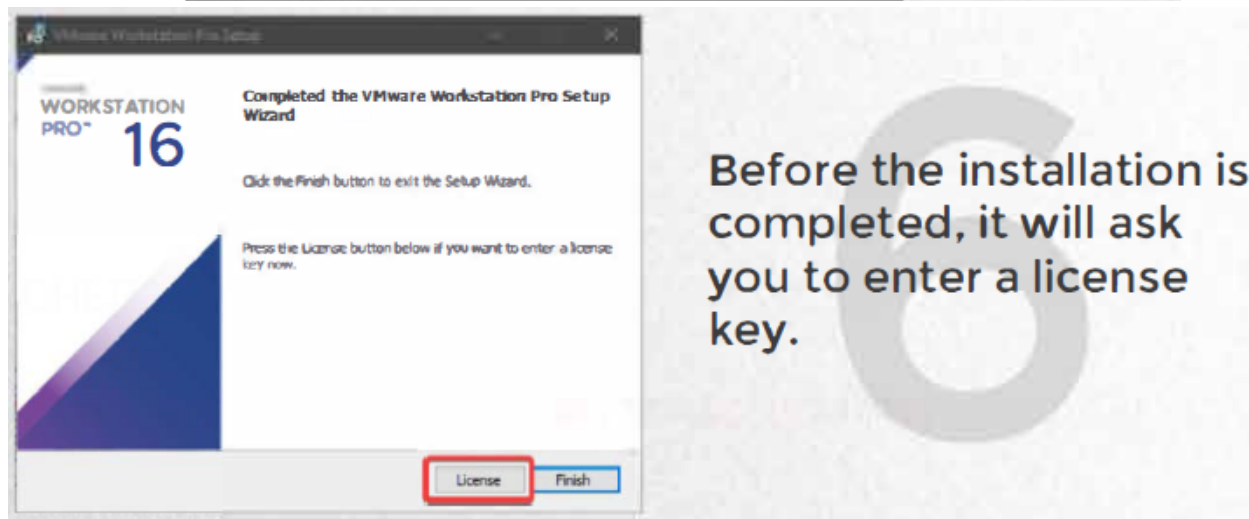 VMware Workstation Pro Setup
WORKSTATION
PRO™
16
Completed the VMware Workstation Pro Setup
Wizard
Click the Finish button to exit the Setup Wizard.
Press the License button below if you want to enter a license
key now.
License
Finish
6
Before the installation is
completed, it will ask
you to enter a license
key.